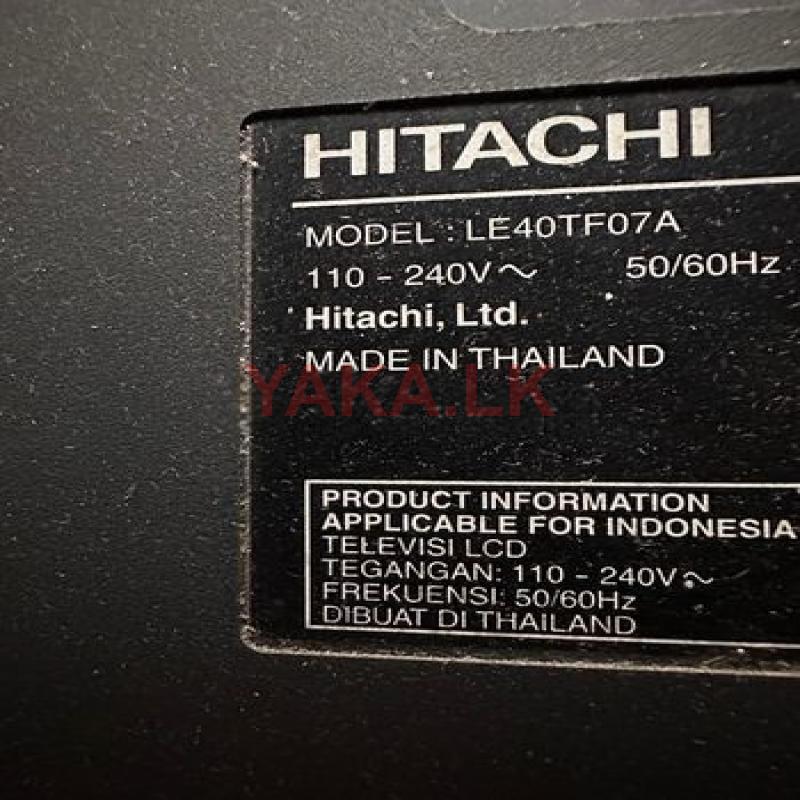 HITACHI
MODEL : LE40TF07A
110 - 240V~ 50/60Hz
Hitachi, Ltd.
MADE IN THAILAND
YAKA.LK
PRODUCT INFORMATION
APPLICABLE FOR INDONESIA
TELEVISI LCD
TEGANGAN: 110 - 240V~
FREKUENSI: 50/60Hz
DIBUAT DI THAILAND